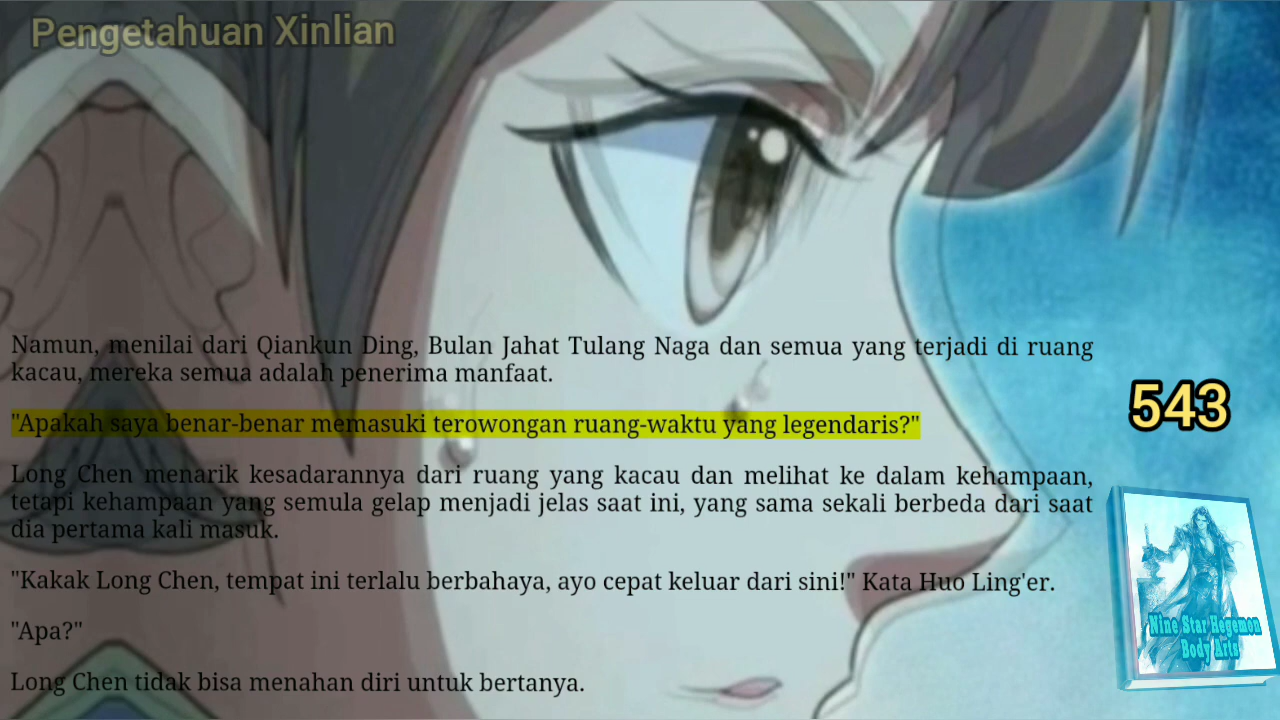 Pengetahuan Xinlian
Namun, menilai dari Qiankun Ding, Bulan Jahat Tulang Naga dan semua yang terjadi di ruang
kacau, mereka semua adalah penerima manfaat.
"Apakah saya benar-benar memasuki terowongan ruang-waktu yang legendaris?"
543
Long Chen menarik kesadarannya dari ruang yang kacau dan melihat ke dalam kehampaan,
tetapi kehampaan yang semula gelap menjadi jelas saat ini, yang sama sekali berbeda dari saat
dia pertama kali masuk.
"Kakak Long Chen, tempat ini terlalu berbahaya, ayo cepat keluar dari sini!" Kata Huo Ling'er.
"Apa?"
Long Chen tidak bisa menahan diri untuk bertanya.
Nine Star Hegemon
Body Arts